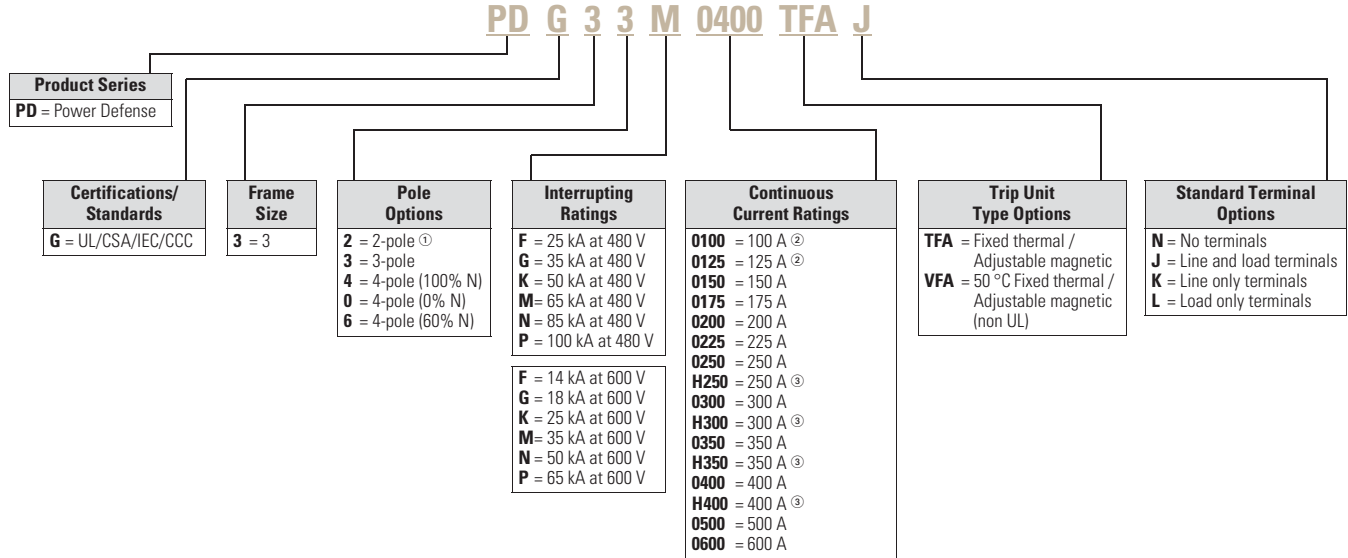 PD G 3 3 M 0400 TFA J
Product Series
PD = Power Defense
Certifications/
Standards
G = UL/CSA/IEC/CCC
Frame
Size
3 = 3
Pole
Options
2 = 2-pole ①
3 = 3-pole
4 = 4-pole (100% N)
0 = 4-pole (0% N)
6 = 4-pole (60% N)
Interrupting
Ratings
F = 25 kA at 480 V
G = 35 kA at 480 V
K = 50 kA at 480 V
M= 65 kA at 480 V
N = 85 kA at 480 V
P = 100 kA at 480 V
F = 14 kA at 600 V
G = 18 kA at 600 V
K = 25 kA at 600 V
M= 35 kA at 600 V
N = 50 kA at 600 V
P = 65 kA at 600 V
Continuous
Current Ratings
0100 = 100 A ②
0125 = 125 A ②
0150 = 150 A
0175 = 175 A
0200 = 200 A
0225 = 225 A
0250 = 250 A
H250 = 250 A ③
0300 = 300 A
H300 = 300 A ③
0350 = 350 A
H350 = 350 A ③
0400 = 400 A
H400 = 400 A ③
0500 = 500 A
0600 = 600 A
Trip Unit
Type Options
TFA = Fixed thermal /
Adjustable magnetic
VFA = 50 °C Fixed thermal /
Adjustable magnetic
(non UL)
Standard Terminal
Options
N = No terminals
J = Line and load terminals
K = Line only terminals
L = Load only terminals